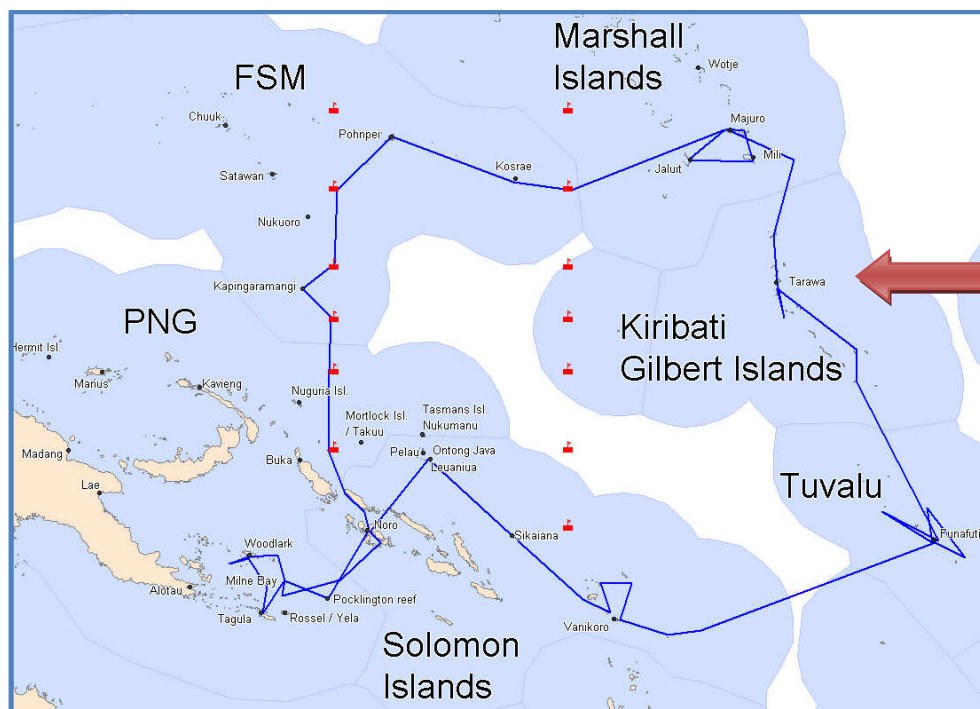 Marshall
Islands
Wotje
FSM
Chuuk
Majuro
Pohnpei
Mili
Jaluit
Kosrae
Satawan
Nukuoro
Tarawa
Kapingaramangi
PNG
Kiribati
Gilbert Islands
Hermit Isl.
Manus
Kavieng
Nuguria Isl.
Mortlock Isl.
/ Takuu
Tasmans Isl.
Nukumanu
Madang
Buka
Pelau
Ontong Java
Leuaniua
Lae
Tuvalu
Noro
Sikaiana
Funafuti
Woodlark
Milne Bay
Alotau
Pocklington reef
Tagula
Rossel / Yela
Vanikoro
Solomon
Islands